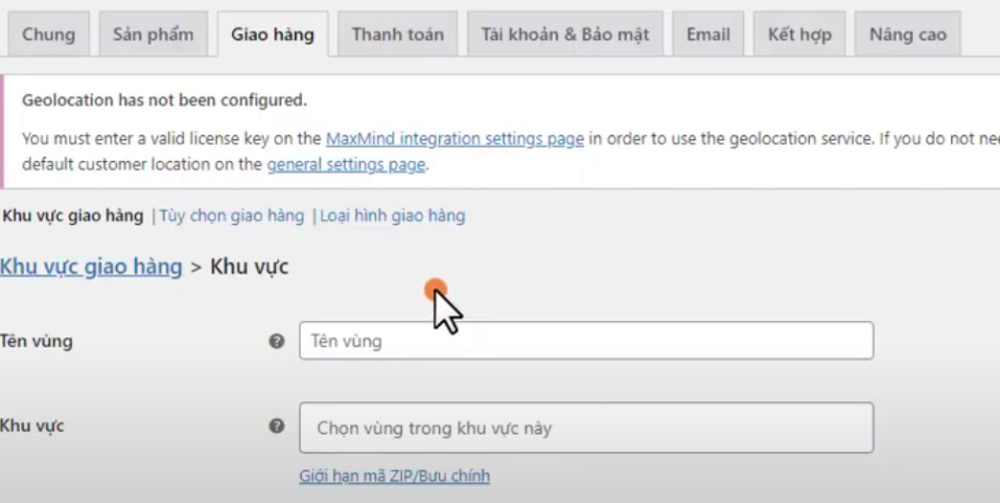 Chung Sản phẩm Giao hàng Thanh toán Tài khoản & Bảo mật Email Kết hợp Nâng cao
Geolocation has not been configured.
You must enter a valid license key on the MaxMind integration settings page in order to use the geolocation service. If you do not
default customer location on the general settings page.
Khu vực giao hàng | Tùy chọn giao hàng | Loại hình giao hàng
Khu vực giao hàng > Khu vực
Tên vùng Tên vùng
Khu vực Chọn vùng trong khu vực này
Giới hạn mã ZIP/Bưu chính